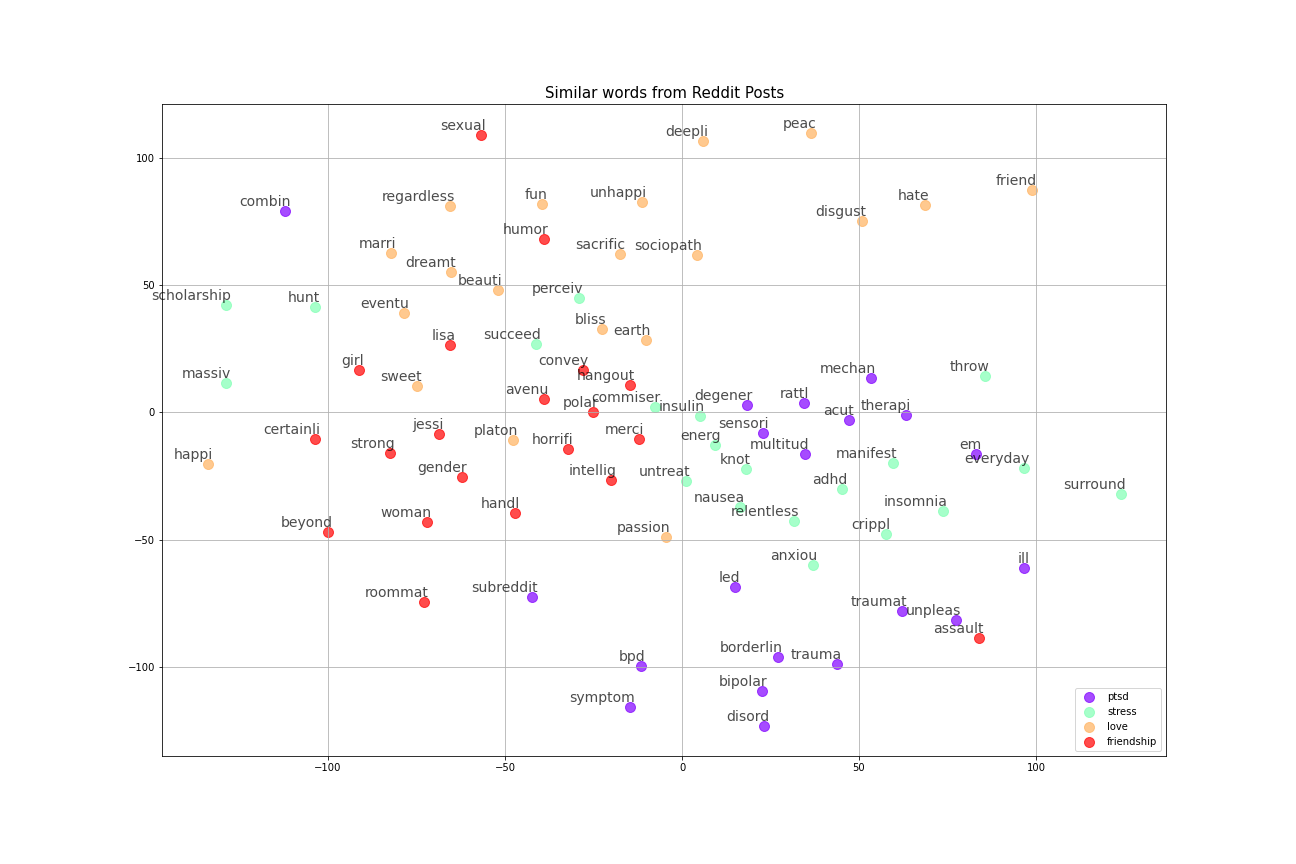 Similar words from Reddit Posts
sexual
deepli
peac
combin
regardless
fun
unhappi
disgust
hate
friend
humor
marri
sacrific
sociopath
dreamt
beauti
perceiv
scholarship
hunt
eventu
bliss
earth
lisa
succeed
convey
girl
sweet
hangout
massiv
avenu
polar
commiser
insulin
degener
rattl
mechan
throw
acut
therapi
certainli
jessi
strong
platon
horrifi
merci
energ
sensori
multitud
em
everyday
happi
gender
intellig
untreat
knot
manifest
adhd
surround
beyond
woman
handl
passion
nausea
relentless
insomnia
crippl
anxiou
ill
roommat
subreddit
led
traumat
unpleas
assault
bpd
borderlin
trauma
symptom
bipolar
disord
100
50
0
−50
−100
−100
−50
0
50
100
ptsd
stress
love
friendship